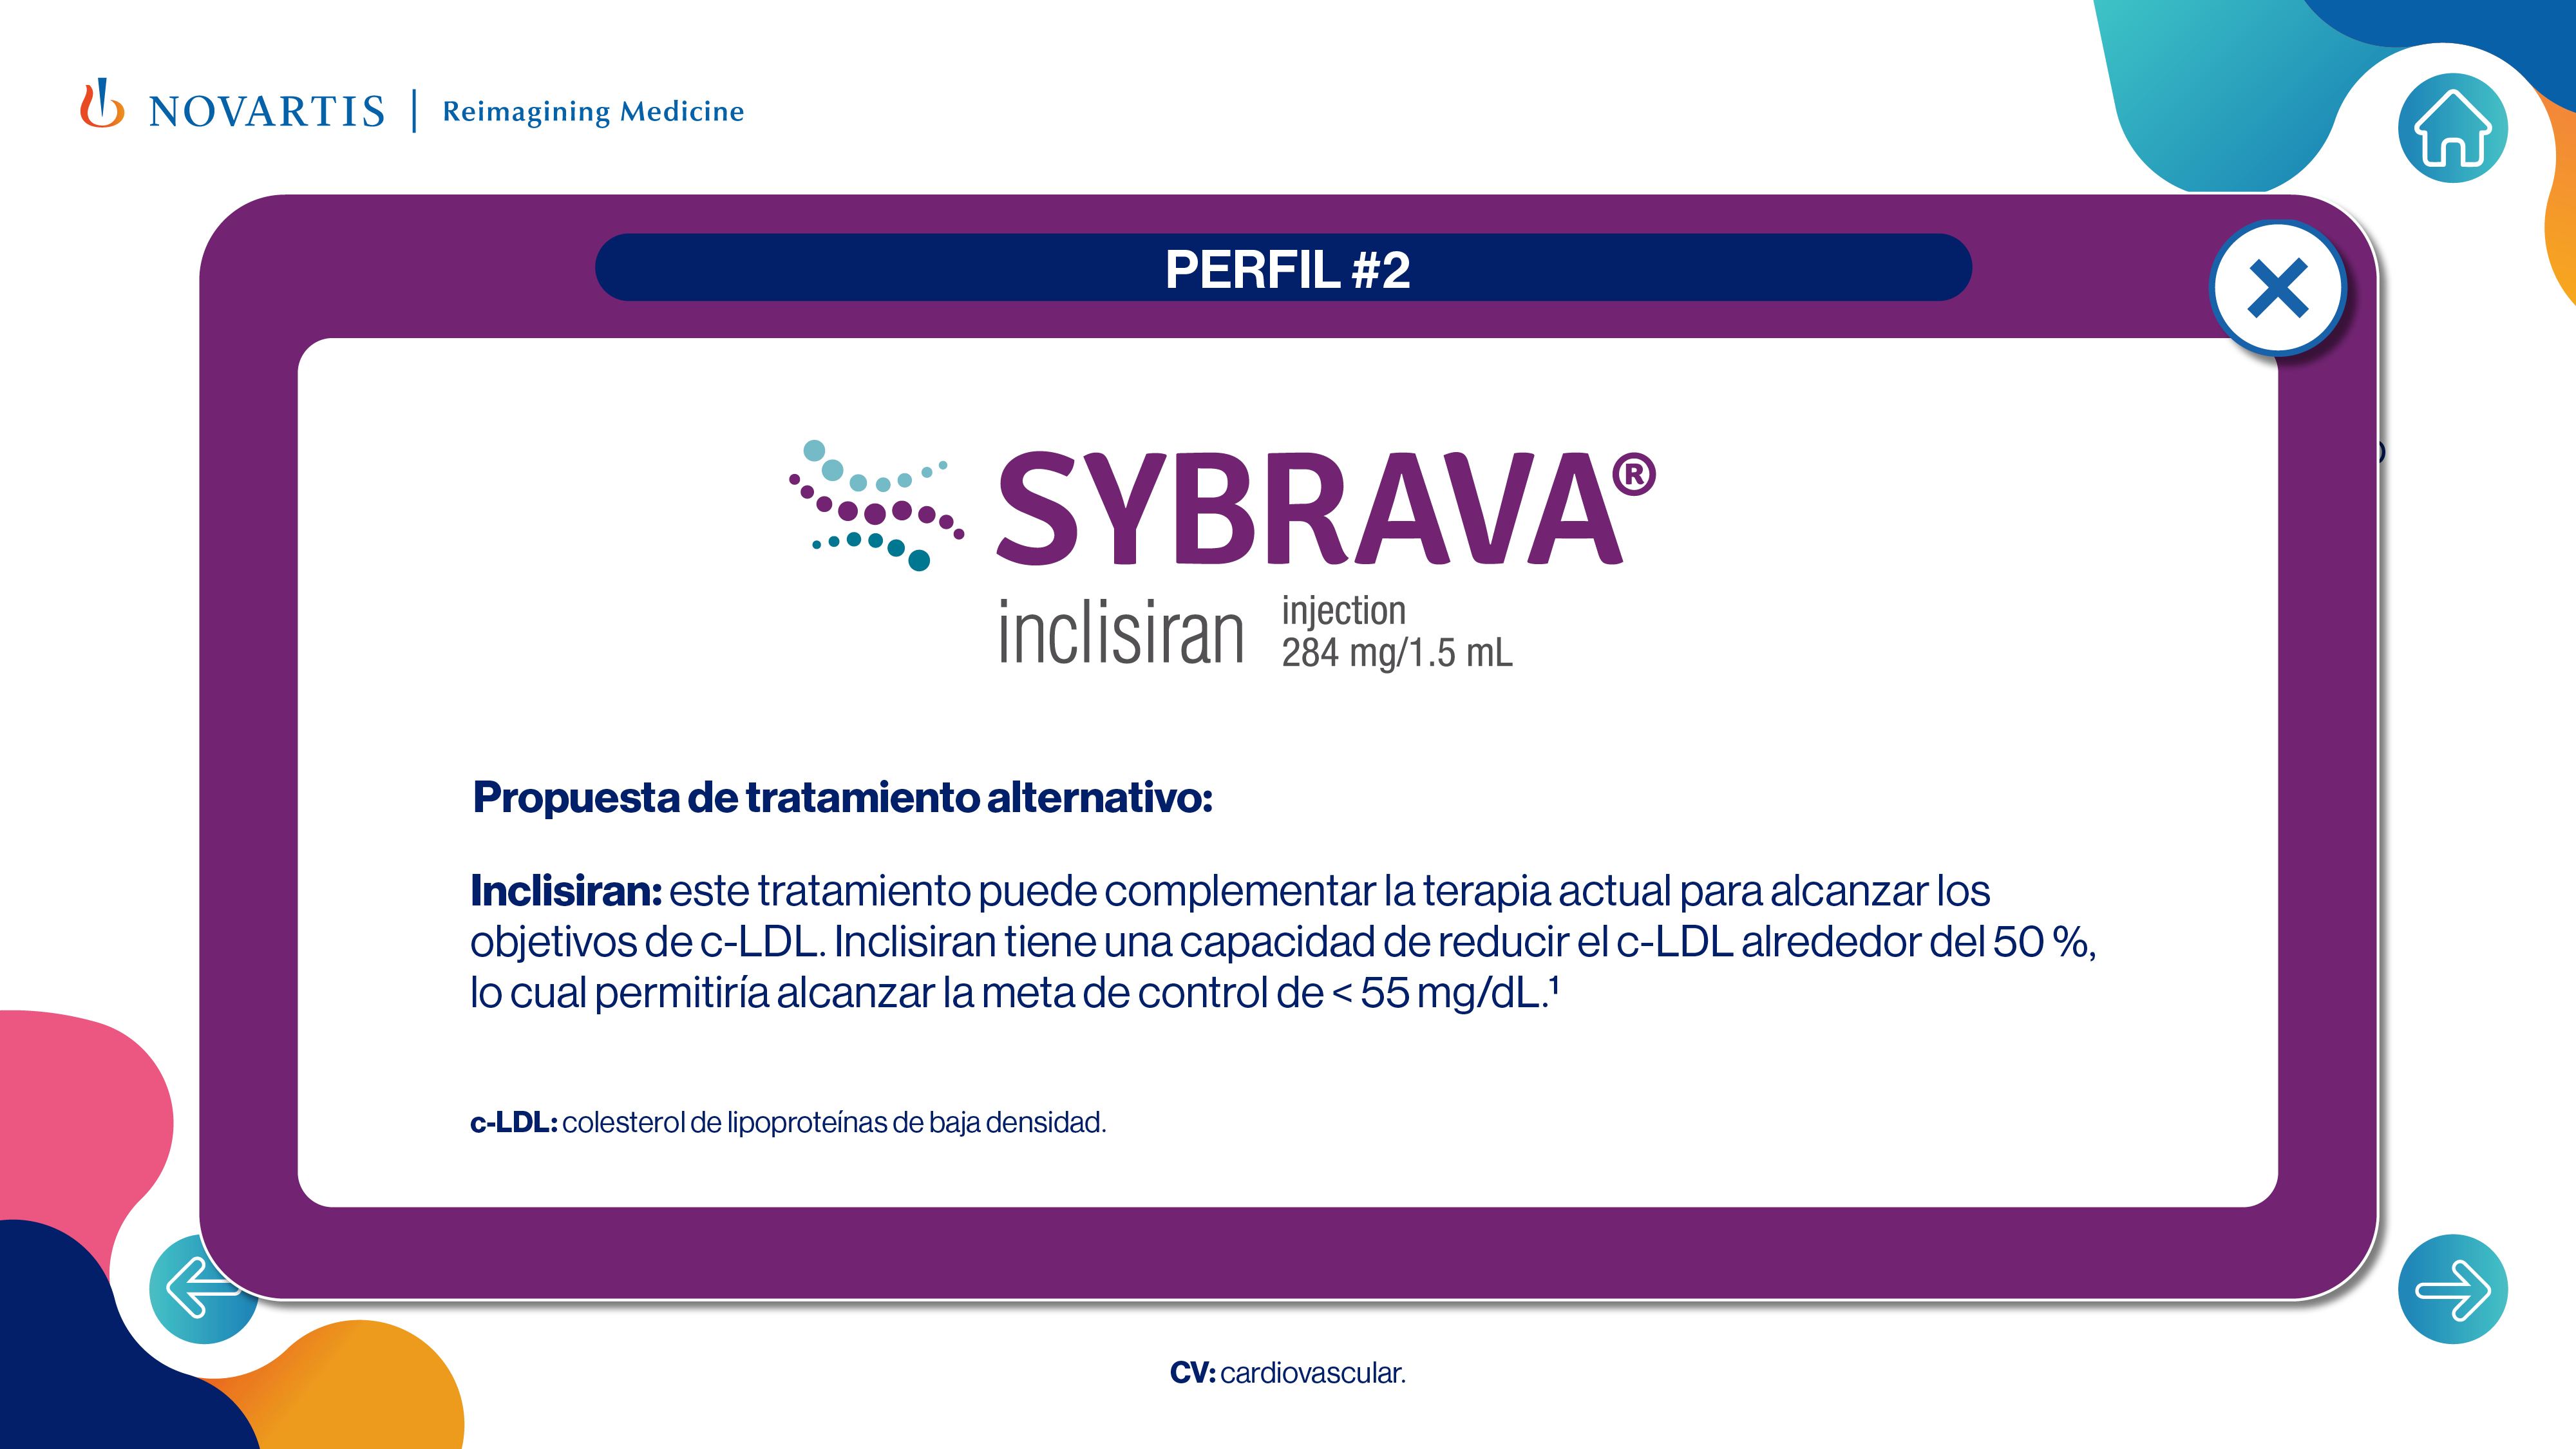 NOVARTIS | Reimagining Medicine
PERFIL #2
SYBRAVA®
inclisiran injection
284 mg/1.5 mL
Propuesta de tratamiento alternativo:
Inclisiran: este tratamiento puede complementar la terapia actual para alcanzar los
objetivos de c-LDL. Inclisiran tiene una capacidad de reducir el c-LDL alrededor del 50 %,
lo cual permitiría alcanzar la meta de control de < 55 mg/dL.¹
c-LDL: colesterol de lipoproteínas de baja densidad.
CV: cardiovascular.